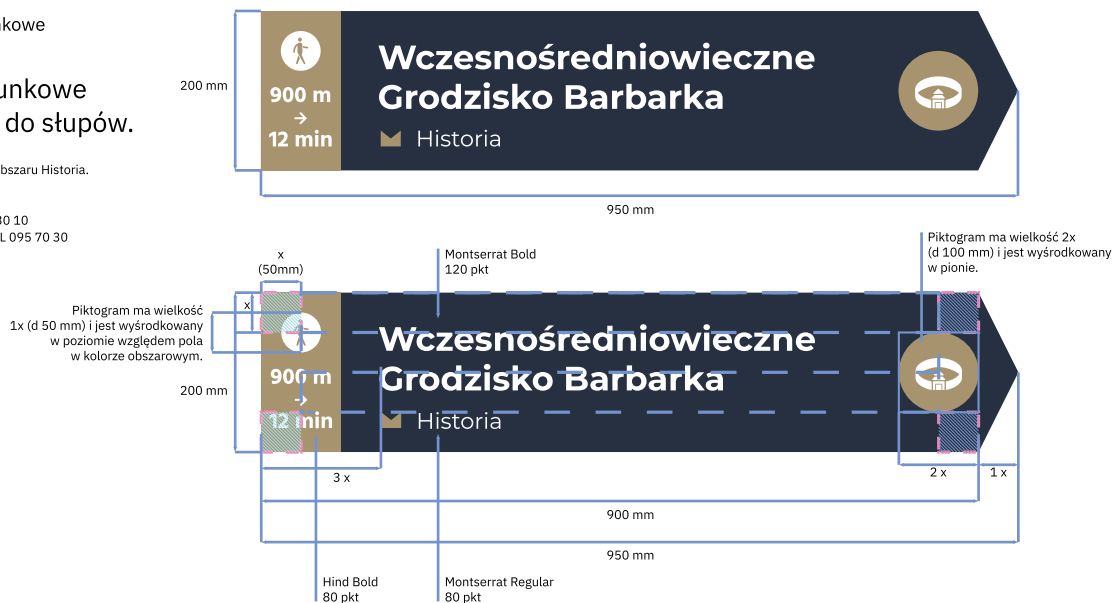 nkowe
unkowe
do słupów.
bszaru Historia.
30 10
L 095 70 30
200 mm
900 m
→
12 min
Wczesnośredniowieczne
Grodzisko Barbarka
Historia
950 mm
x
(50mm)
Montserrat Bold
120 pkt
Piktogram ma wielkość 2x
(d 100 mm) i jest wyśrodkowany
w pionie.
x
Piktogram ma wielkość
1x (d 50 mm) i jest wyśrodkowany
w poziomie względem pola
w kolorze obszarowym.
200 mm
900 m
→
12 min
Wczesnośredniowieczne
Grodzisko Barbarka
Historia
3 x
2 x
1 x
900 mm
950 mm
Hind Bold
80 pkt
Montserrat Regular
80 pkt